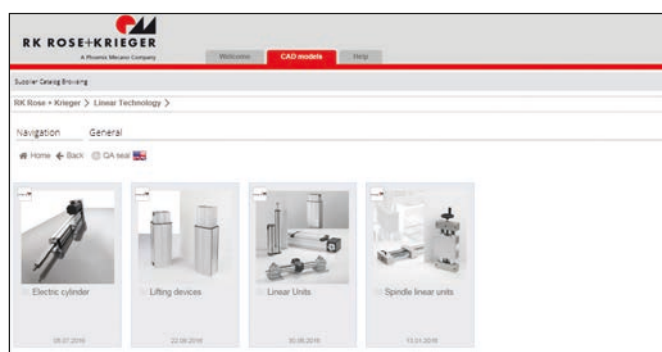 RK ROSE+KRIEGER
A Phoenix Mecano Company
Welcome CAD models Help
Supplier Catalog Browsing
RK Rose + Krieger > Linear Technology >
Navigation General
Home Back QA seal
Electric cylinder Lifting devices Linear Units Spindle linear units